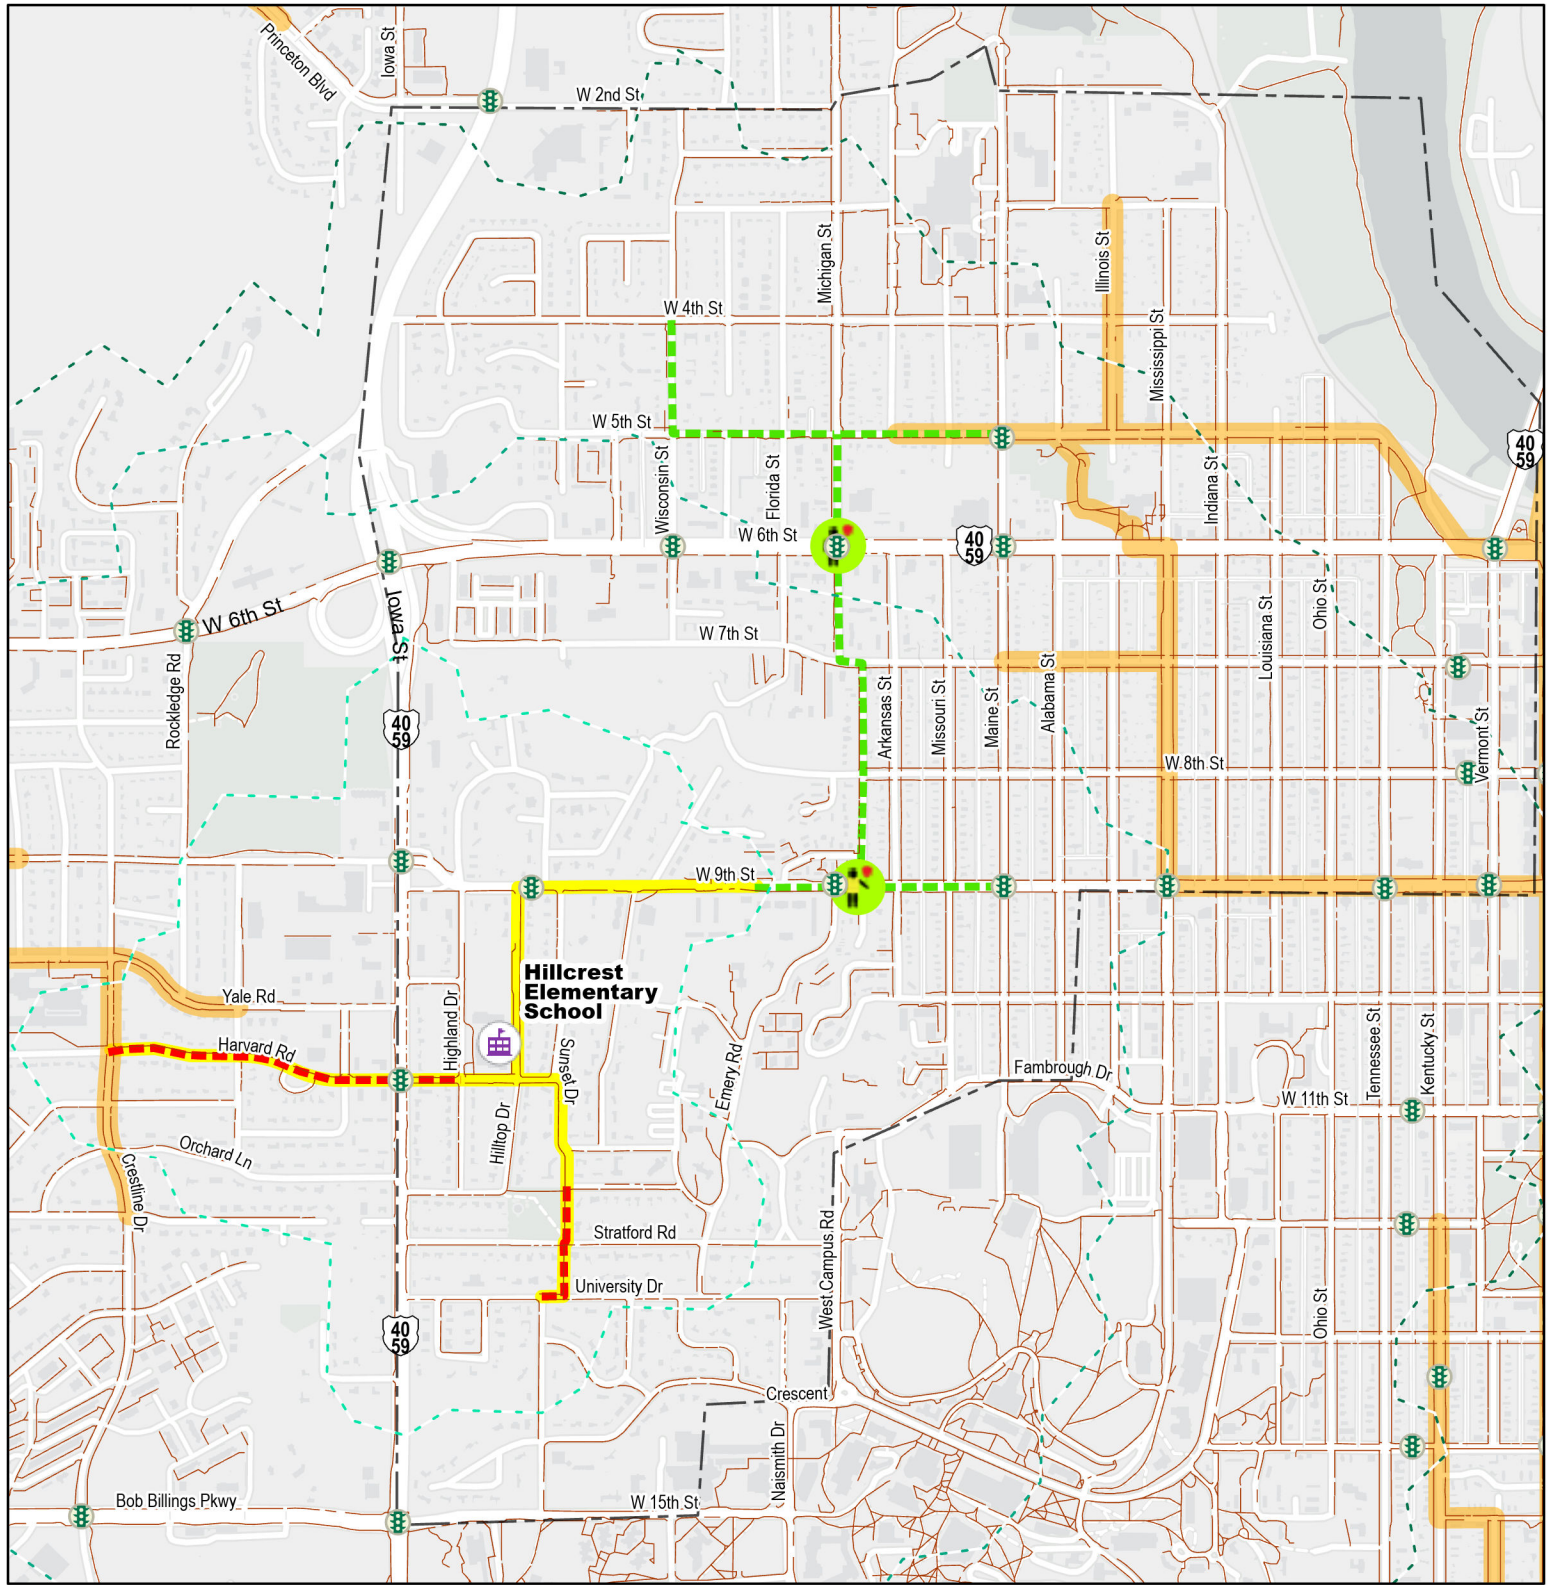 Princeton Blvd
Iowa St
W 2nd St
Michigan St
Illinois St
W 4th St
Mississippi St
W 5th St
40
59
Wisconsin St
Florida St
Indiana St
W 6th St
40
59
W 6th St
Iowa St
W 7th St
Louisiana St
Ohio St
Rockledge Rd
Arkansas St
Missouri St
Maine St
Alabama St
40
59
Vermont St
W 8th St
W 9th St
Hillcrest
Elementary
School
Yale Rd
Highland Dr
Harvard Rd
Sunset Dr
Emery Rd
Fambrough Dr
Tennessee St
Kentucky St
W 11th St
Hilltop Dr
Orchard Ln
Crestline Dr
Stratford Rd
West Campus Rd
University Dr
Ohio St
40
59
Crescent
Naismith Dr
Bob Billings Pkwy
W 15th St